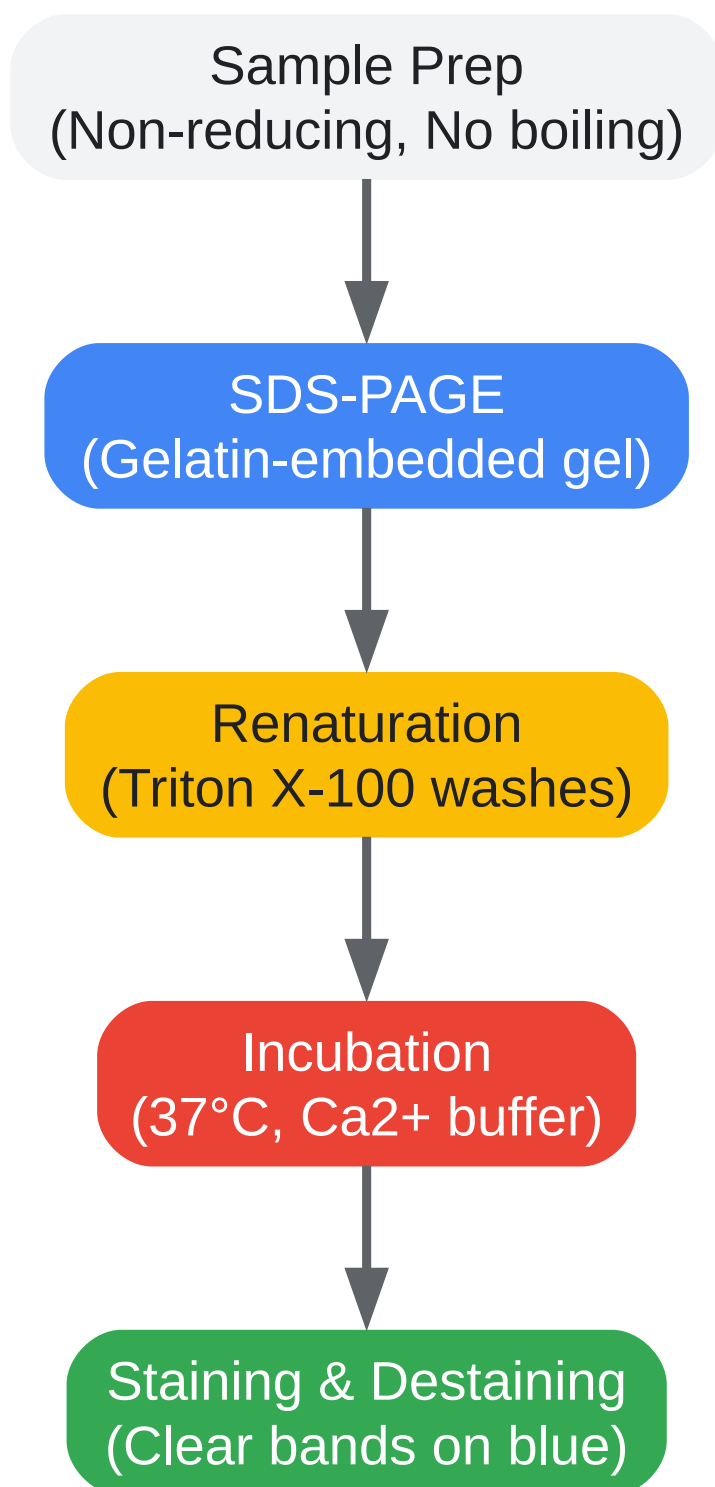 Sample Prep
(Non-reducing, No boiling)
SDS-PAGE
(Gelatin-embedded gel)
Renaturation
(Triton X-100 washes)
Incubation
(37°C, Ca2+ buffer)
Staining & Destaining
(Clear bands on blue)